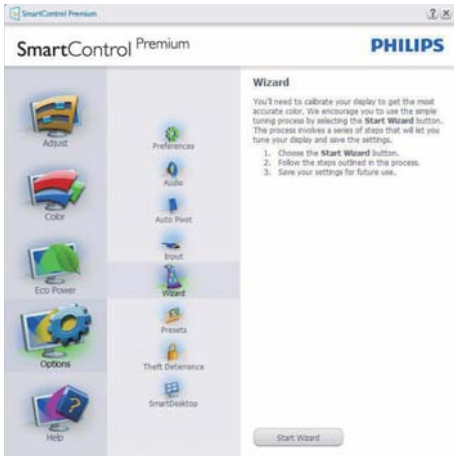 SmartControl Premium
SmartControl Premium
PHILIPS
Adjust
Color
Eco Power
Options
Help
Preferences
Audio
Auto Pivot
Input
Wizard
Presets
Theft Deterrence
SmartDesktop
Wizard
You'll need to calibrate your display to get the most
accurate color. We encourage you to use the simple
tuning process by selecting the Start Wizard button.
This process involves a series of steps that will let you
tune your display and save the settings.
1. Choose the Start Wizard button.
2. Follow the steps outlined in the process.
3. Save your settings for future use.
Start Wizard